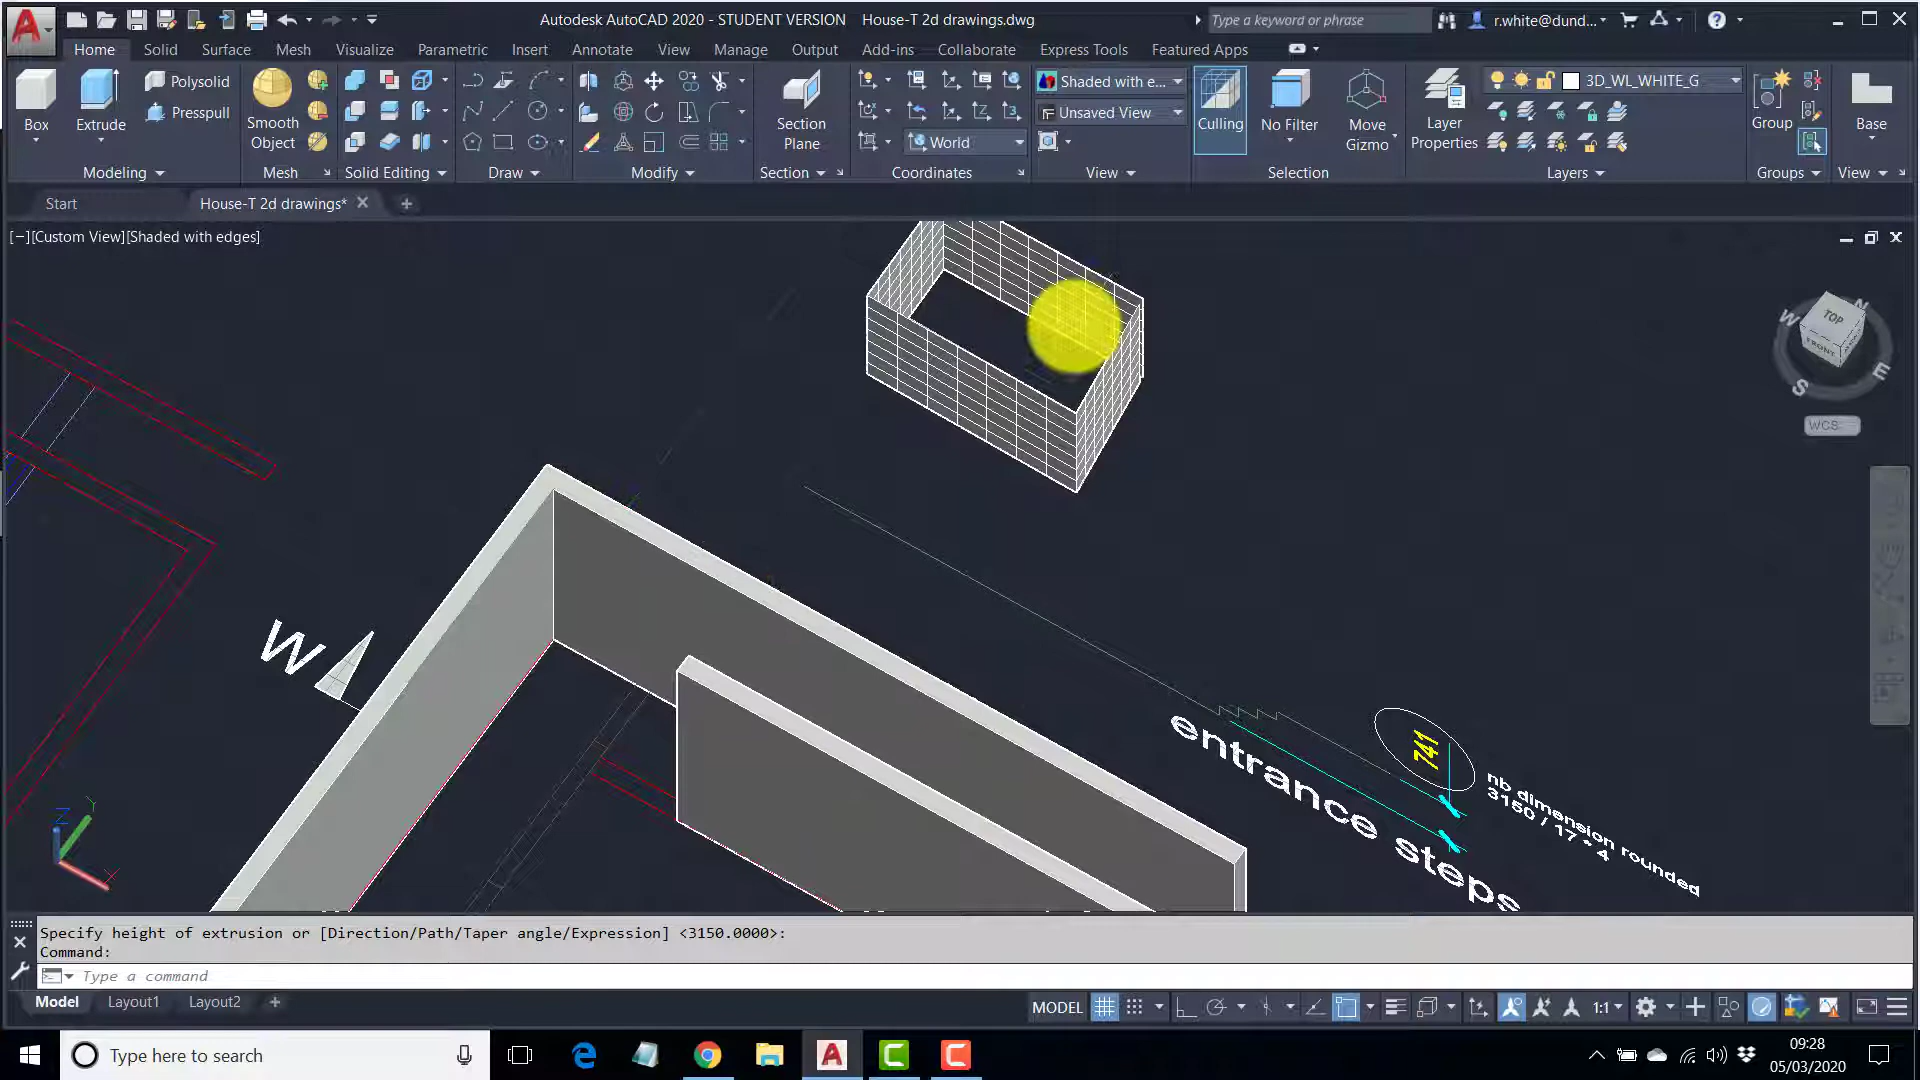 Autodesk AutoCAD 2020 - STUDENT VERSION House-T 2d drawings.dwg
Type a keyword or phrase
r.white@dund...
Home Solid Surface Mesh Visualize Parametric Insert Annotate View Manage Output Add-ins Collaborate Express Tools Featured Apps
Box
Extrude
Polysolid
Presspull
Smooth
Object
Section
Plane
World
Shaded with e...
Unsaved View
Culling
No Filter
Move
Gizmo
Layer
Properties
3D_WL_WHITE_G
Group
Base
Modeling Mesh Solid Editing Draw Modify Section Coordinates View Selection Layers Groups View
Start House-T 2d drawings*
[−][Custom View][Shaded with edges]
N
W
TOP
FRONT
E
S
WCS
W
741
nb dimension rounded
3150 / 17 * 4
entrance steps
Z
Y
X
Specify height of extrusion or [Direction/Path/Taper angle/Expression] <3150.0000>:
Command:
Type a command
Model Layout1 Layout2
MODEL
1:1
Type here to search
09:28
05/03/2020